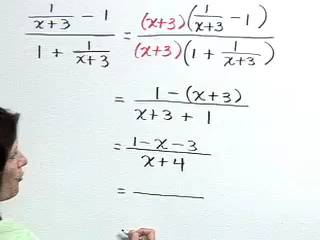 (1/(x+3) - 1)/(1 + 1/(x+3)) = ((x+3)(1/(x+3) - 1))/((x+3)(1 + 1/(x+3)))
= (1 - (x+3))/(x+3 + 1)
= (1-x-3)/(x+4)
=